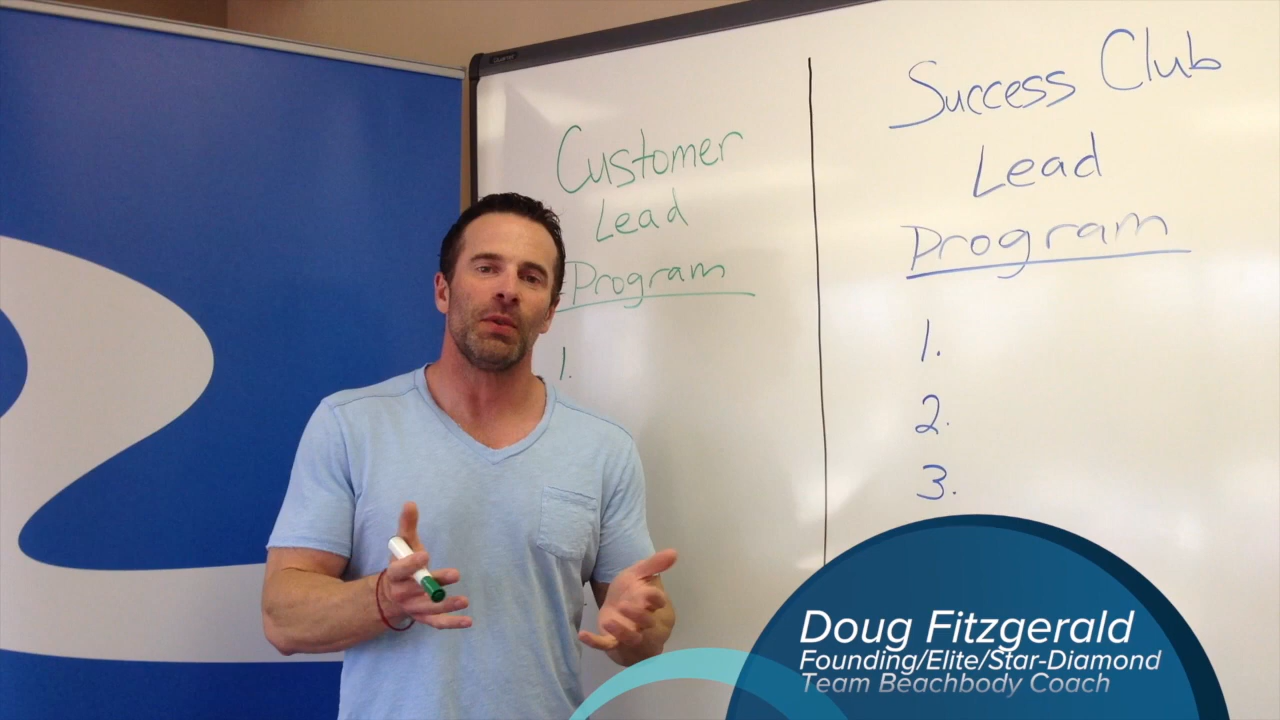 Customer
Lead
Program
1.
Success Club
Lead
Program
1.
2.
3.
Doug Fitzgerald
Founding/Elite/Star-Diamond
Team Beachbody Coach